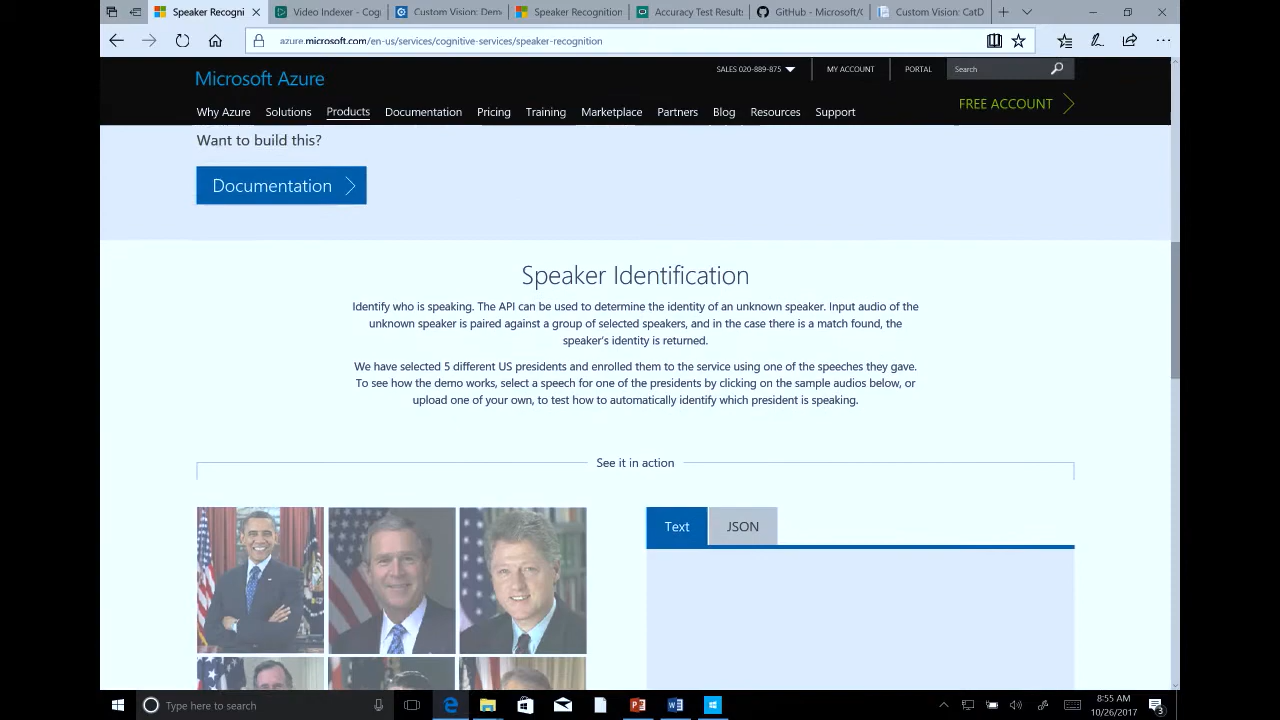 Speaker Recogni
Video Indexer - Cog
Custom Vision: Dem
Speaker Recognition
Accuracy Test Result
GitHub - Microsoft/C
Custom Vision: CatD
azure.microsoft.com/en-us/services/cognitive-services/speaker-recognition
Microsoft Azure
SALES 020-889-875
MY ACCOUNT
PORTAL
Search
FREE ACCOUNT
Why Azure Solutions Products Documentation Pricing Training Marketplace Partners Blog Resources Support
Want to build this?
Documentation
Speaker Identification
Identify who is speaking. The API can be used to determine the identity of an unknown speaker. Input audio of the
unknown speaker is paired against a group of selected speakers, and in the case there is a match found, the
speaker's identity is returned.
We have selected 5 different US presidents and enrolled them to the service using one of the speeches they gave.
To see how the demo works, select a speech for one of the presidents by clicking on the sample audios below, or
upload one of your own, to test how to automatically identify which president is speaking.
See it in action
Text
JSON
Type here to search
8:55 AM
10/26/2017
3